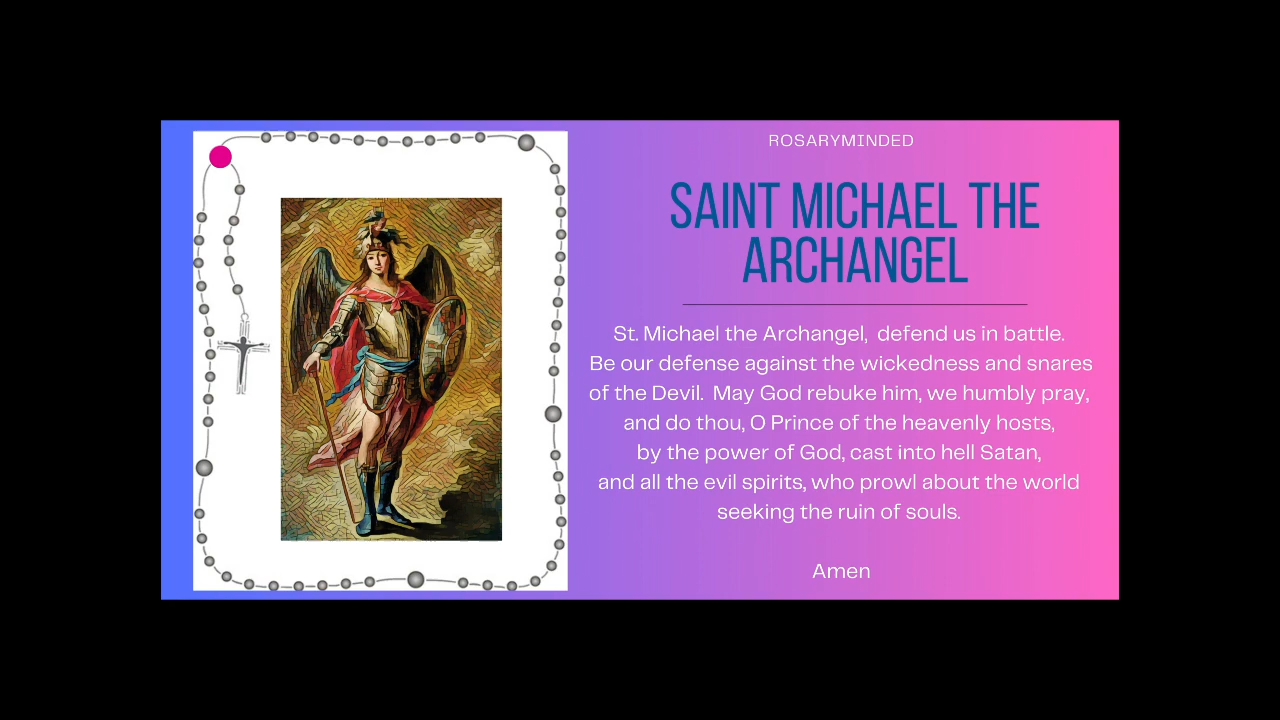 ROSARYMINDED
SAINT MICHAEL THE
ARCHANGEL
St. Michael the Archangel,  defend us in battle.
Be our defense against the wickedness and snares
of the Devil.  May God rebuke him, we humbly pray,
and do thou, O Prince of the heavenly hosts,
by the power of God, cast into hell Satan,
and all the evil spirits, who prowl about the world
seeking the ruin of souls.
Amen